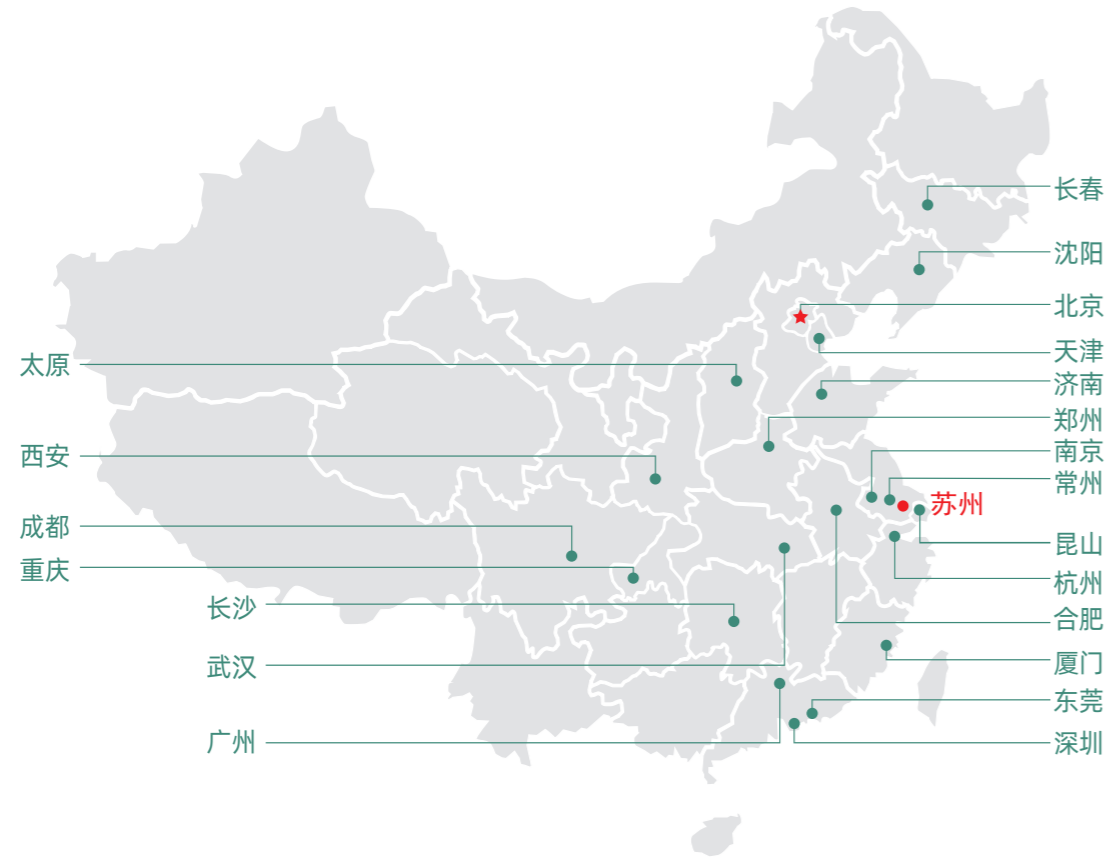 长春
沈阳
北京
天津
太原
济南
郑州
南京
西安
常州
苏州
成都
昆山
重庆
杭州
长沙
合肥
武汉
厦门
东莞
广州
深圳